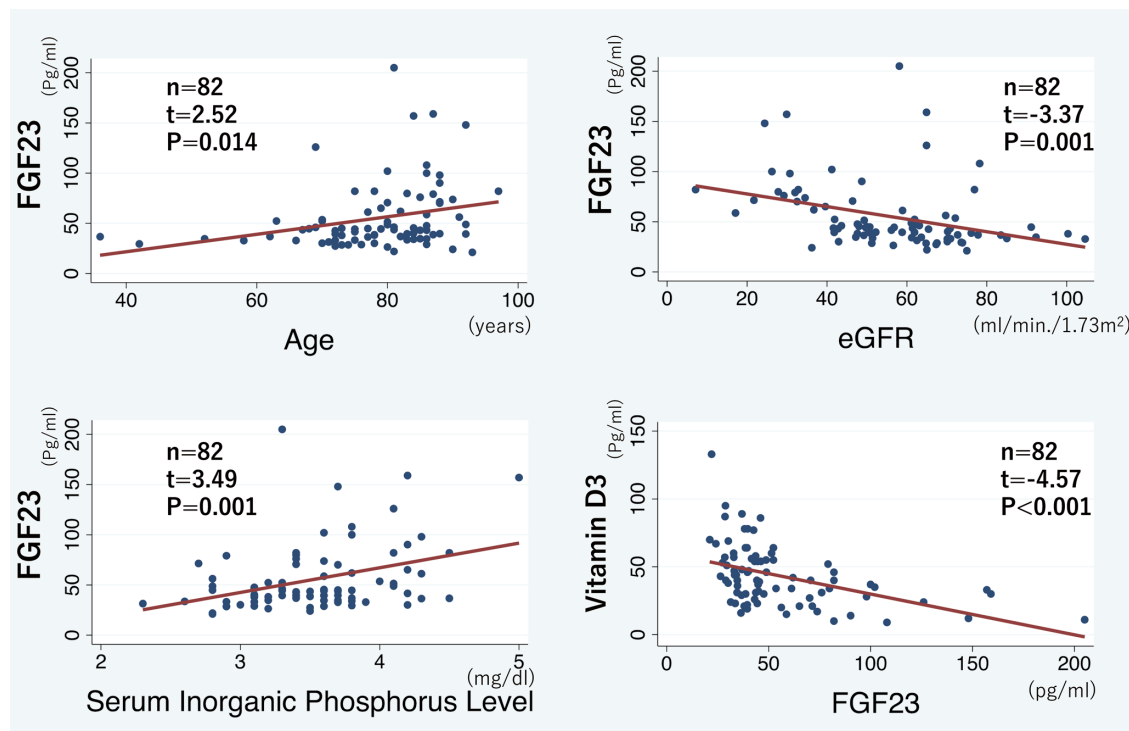 (Pg/ml)
FGF23
200
150
100
50
0
n=82
t=2.52
P=0.014
40 60 80 100
(years)
Age
(Pg/ml)
FGF23
200
150
100
50
0
n=82
t=-3.37
P=0.001
0 20 40 60 80 100
(ml/min./1.73m²)
eGFR
(Pg/ml)
FGF23
200
150
100
50
0
n=82
t=3.49
P=0.001
2 3 4 5
(mg/dl)
Serum Inorganic Phosphorus Level
(Pg/ml)
Vitamin D3
150
100
50
0
n=82
t=-4.57
P<0.001
0 50 100 150 200
(pg/ml)
FGF23